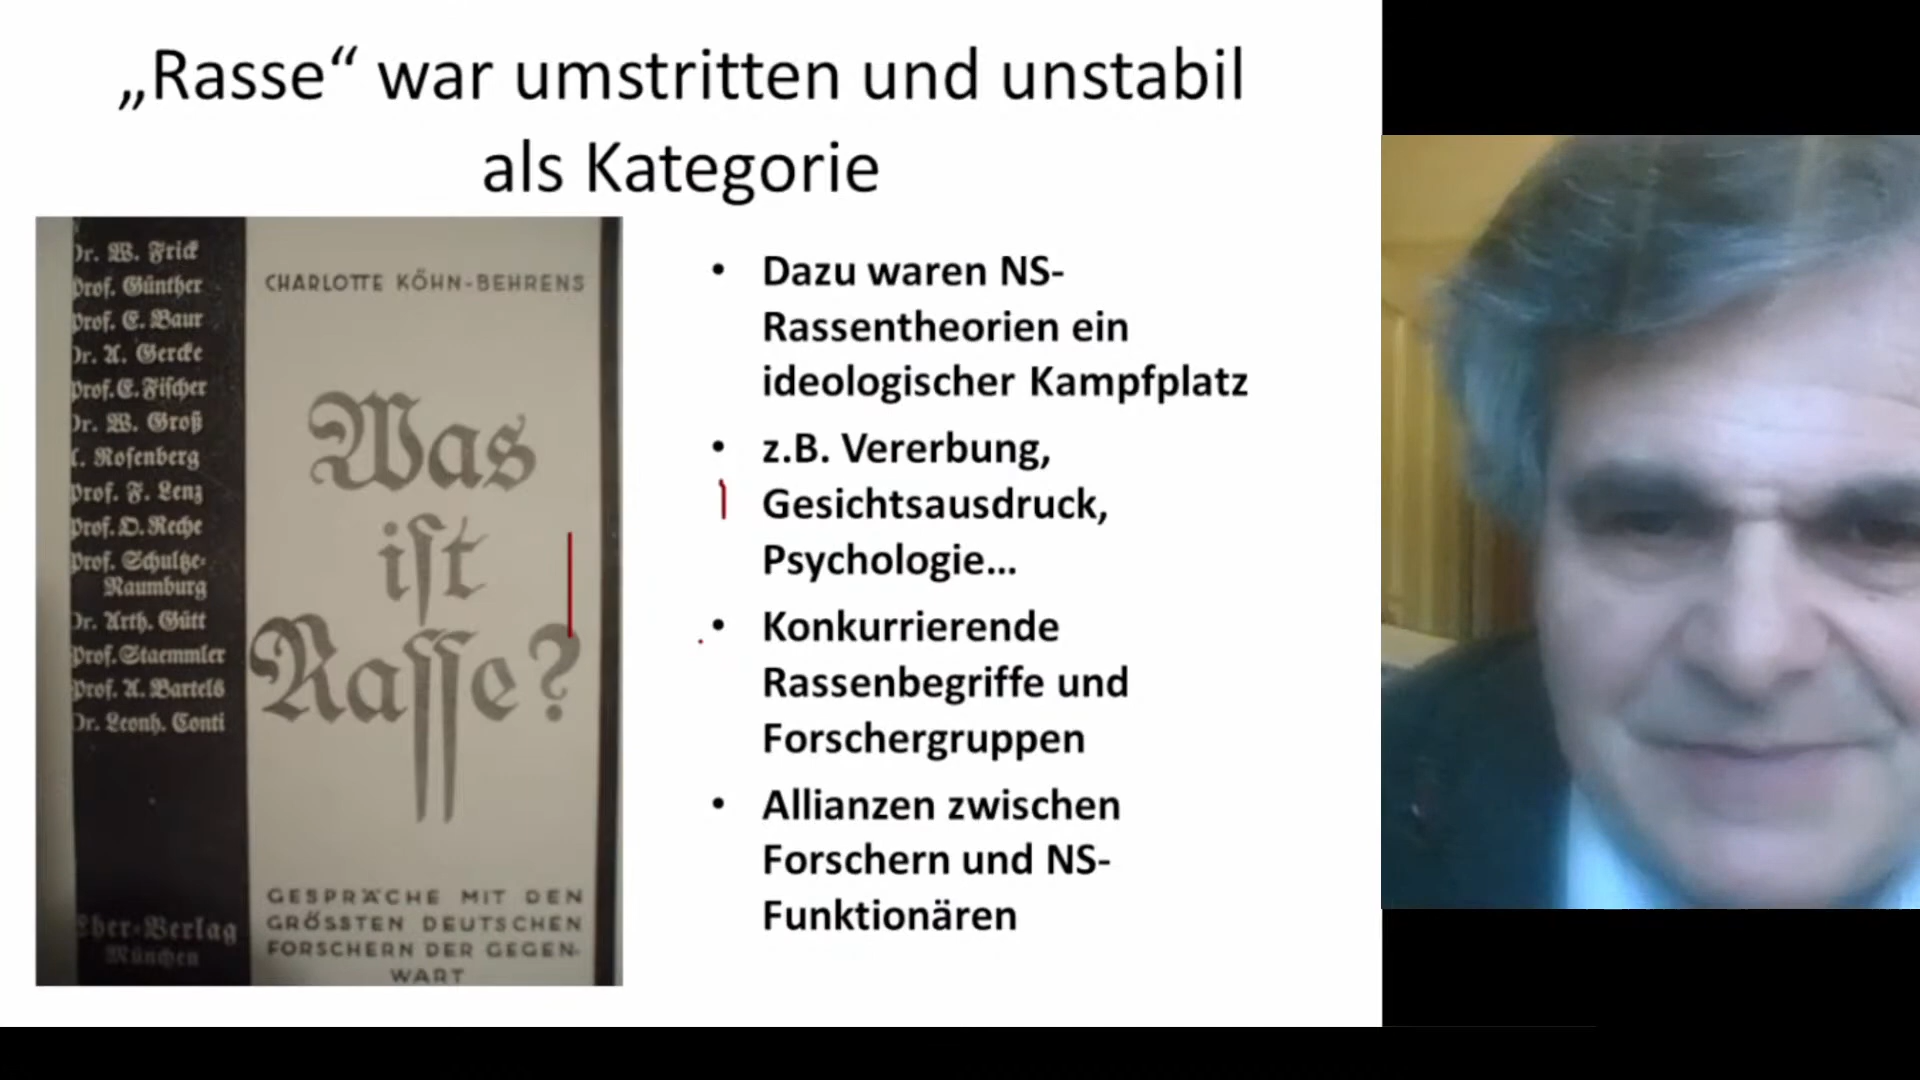 „Rasse“ war umstritten und unstabil
als Kategorie
Dr. W. Frick
Prof. Günther
Prof. E. Baur
Dr. A. Gercke
Prof. E. Fischer
Dr. W. Groß
A. Rosenberg
Prof. F. Lenz
Prof. O. Reche
Prof. Schultze-
Naumburg
Dr. Arth. Gütt
Prof. Staemmler
Prof. A. Bartels
Dr. Leonh. Conti
Eher-Verlag
München
CHARLOTTE KÖHN-BEHRENS
Was
ist
Rasse?
GESPRÄCHE MIT DEN
GRÖSSTEN DEUTSCHEN
FORSCHERN DER GEGEN-
WART
• Dazu waren NS-
Rassentheorien ein
ideologischer Kampfplatz
• z.B. Vererbung,
Gesichtsausdruck,
Psychologie...
• Konkurrierende
Rassenbegriffe und
Forschergruppen
• Allianzen zwischen
Forschern und NS-
Funktionären